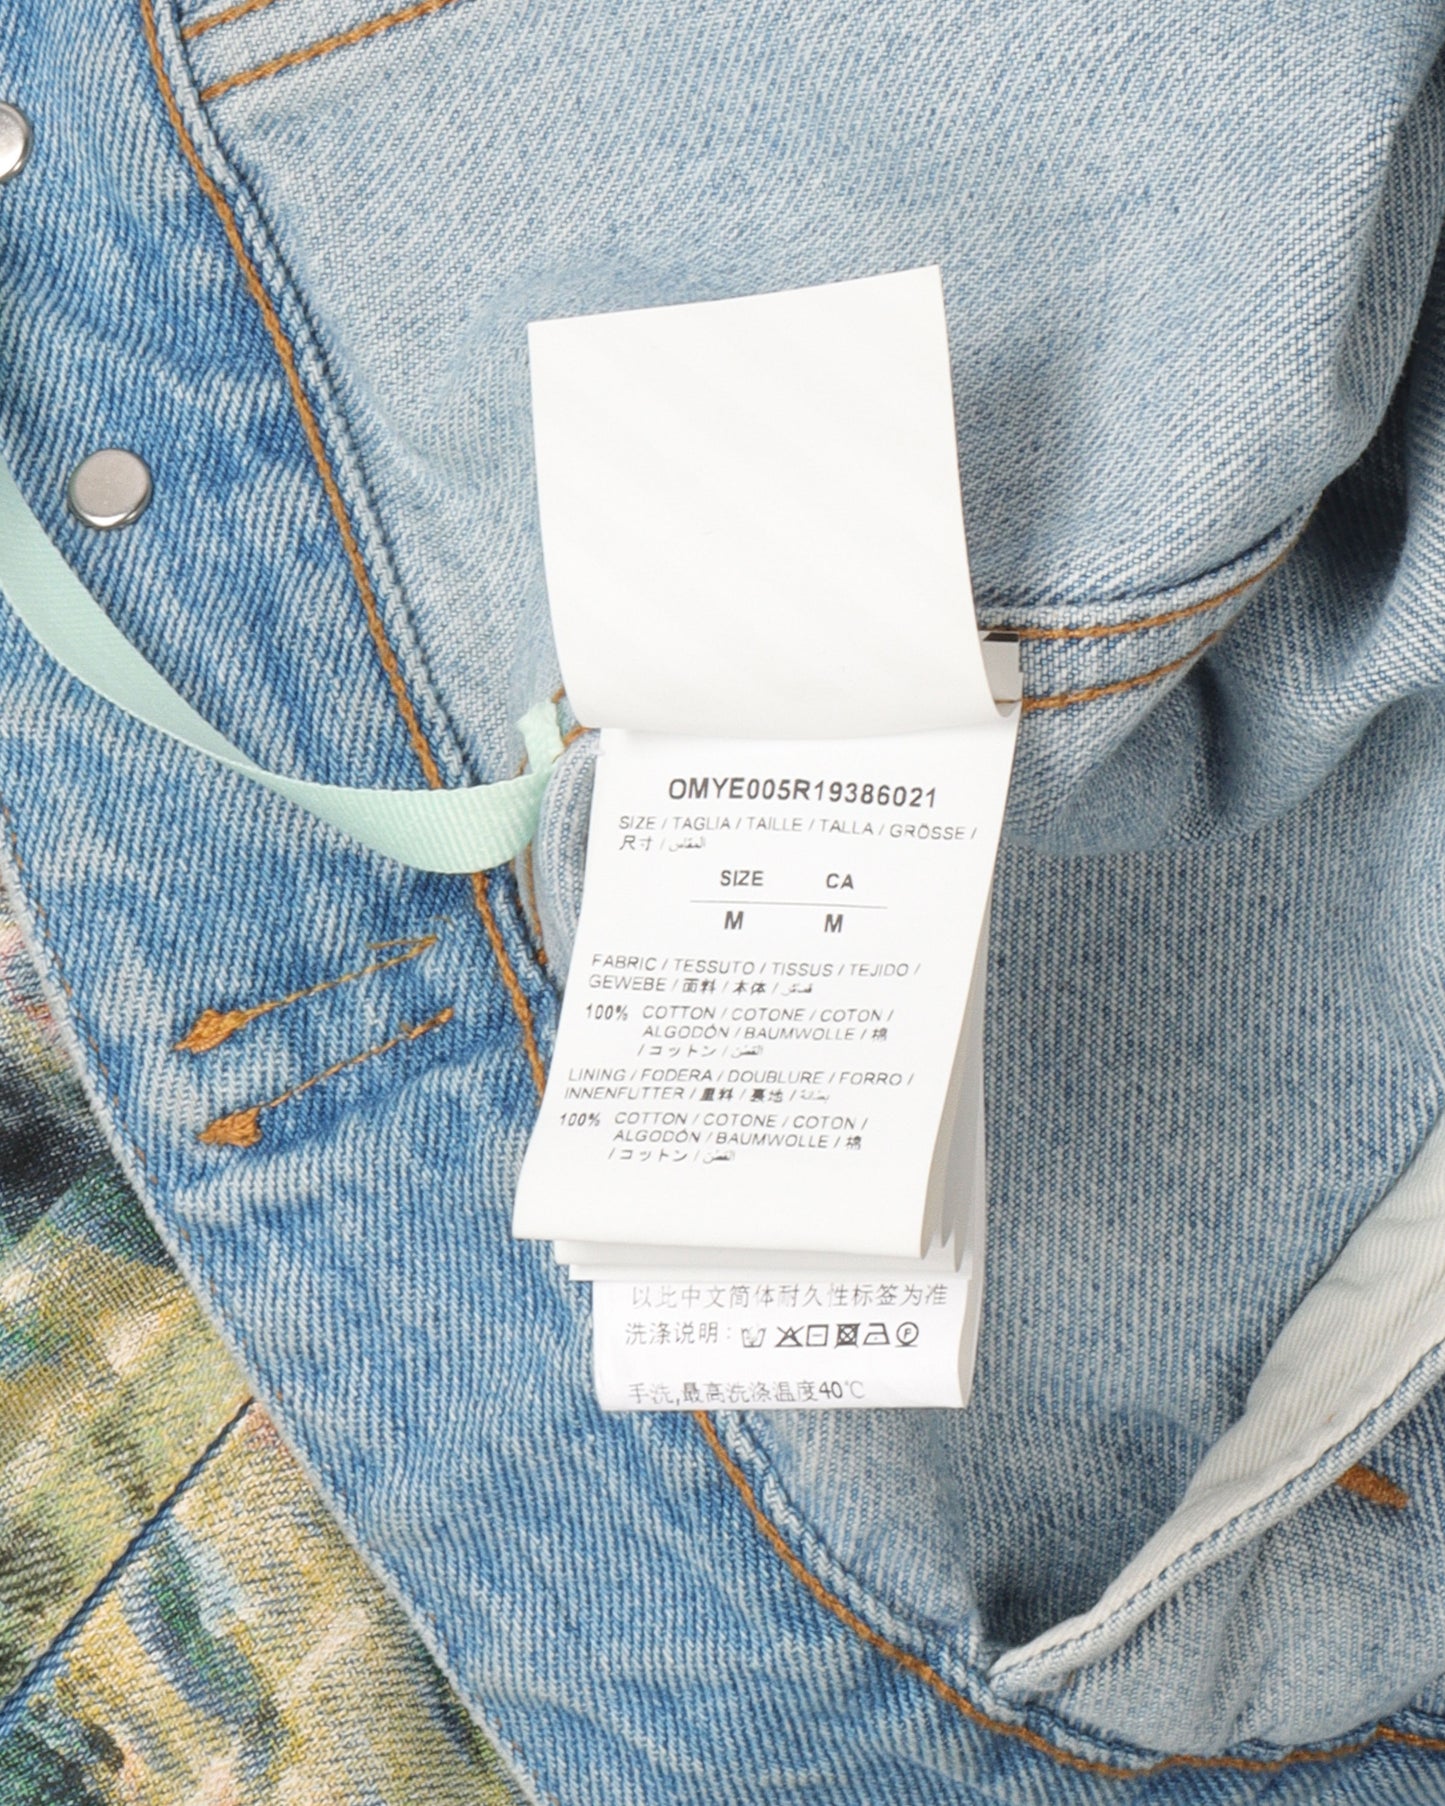 OMYE005R19386021
SIZE / TAGLIA / TAILLE / TALLA / GRÖSSE /
尺寸 / المقاس
SIZE CA
M M
FABRIC / TESSUTO / TISSUS / TEJIDO /
GEWEBE / 面料 / 本体 /
100% COTTON / COTONE / COTON /
ALGODÓN / BAUMWOLLE / 棉
/ コットン / القطن
LINING / FODERA / DOUBLURE / FORRO /
INNENFUTTER / 里料 / 裏地 / بطانة
100% COTTON / COTONE / COTON /
ALGODÓN / BAUMWOLLE / 棉
/ コットン / القطن
以此中文简体耐久性标签为准
洗涤说明: P
手洗,最高洗涤温度40℃